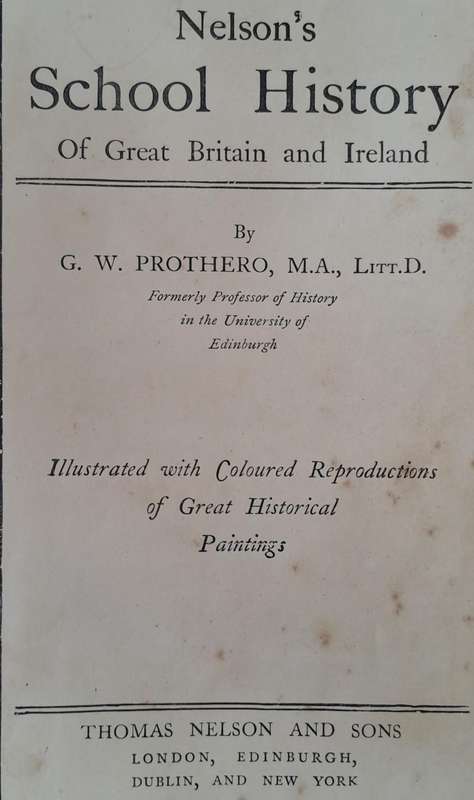 Nelson's
School History
Of Great Britain and Ireland
By
G. W. PROTHERO, M.A., LITT.D.
Formerly Professor of History
in the University of
Edinburgh
Illustrated with Coloured Reproductions
of Great Historical
Paintings
THOMAS NELSON AND SONS
LONDON, EDINBURGH,
DUBLIN, AND NEW YORK